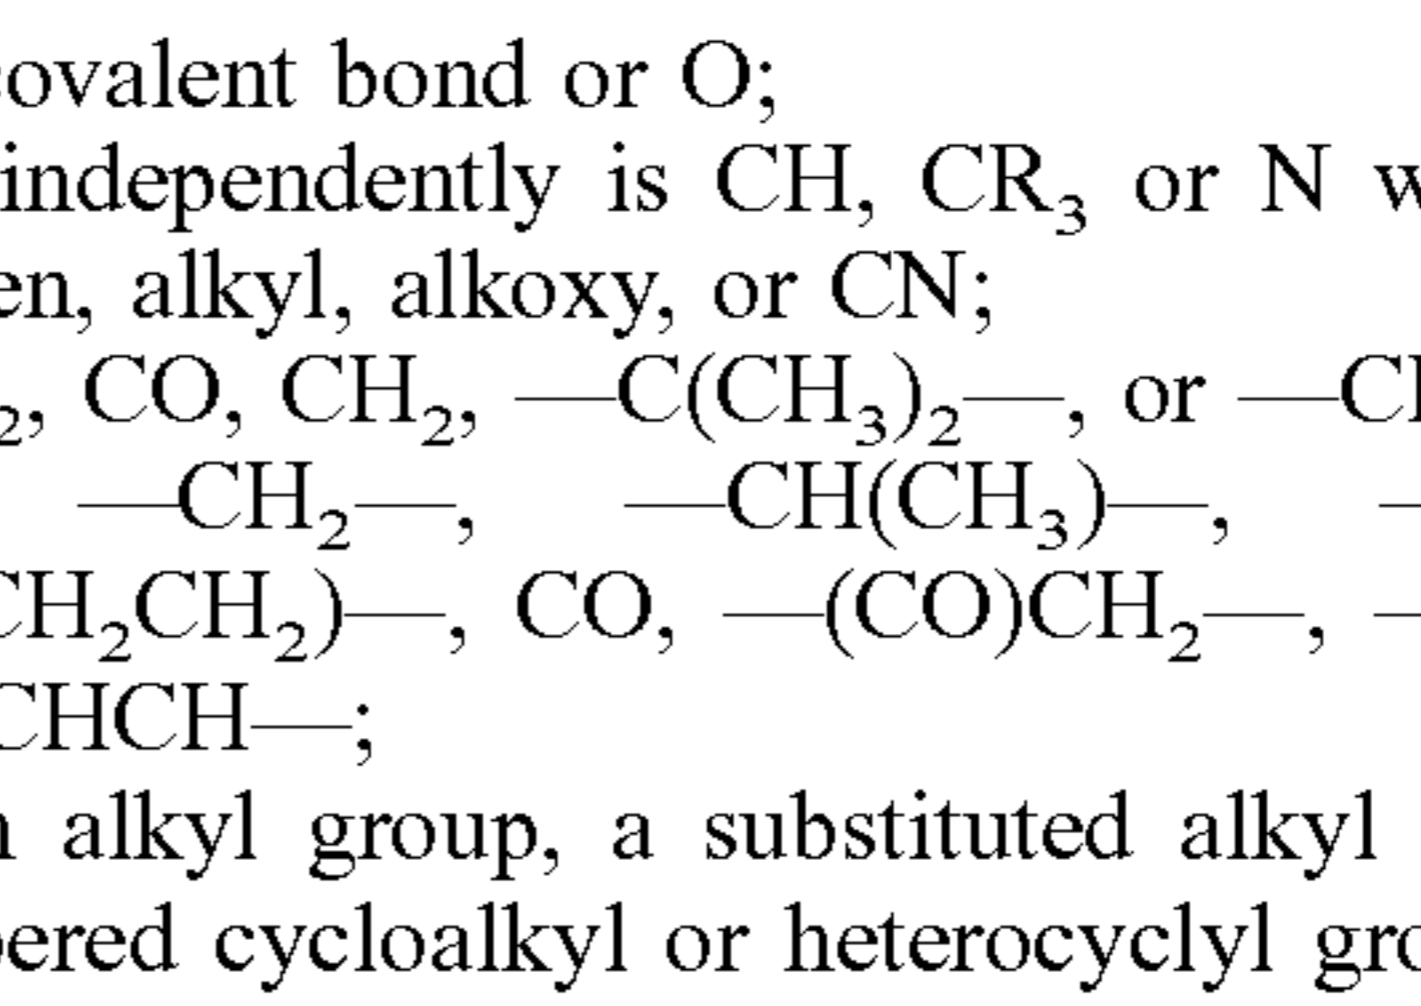 ovalent bond or O;
independently is CH, CR₃ or N
en, alkyl, alkoxy, or CN;
₂, CO, CH₂, —C(CH₃)₂—, or —C
—CH₂—, —CH(CH₃)—, —
CH₂CH₂)—, CO, —(CO)CH₂—, —
CHCH—;
alkyl group, a substituted alkyl
ered cycloalkyl or heterocyclyl gro